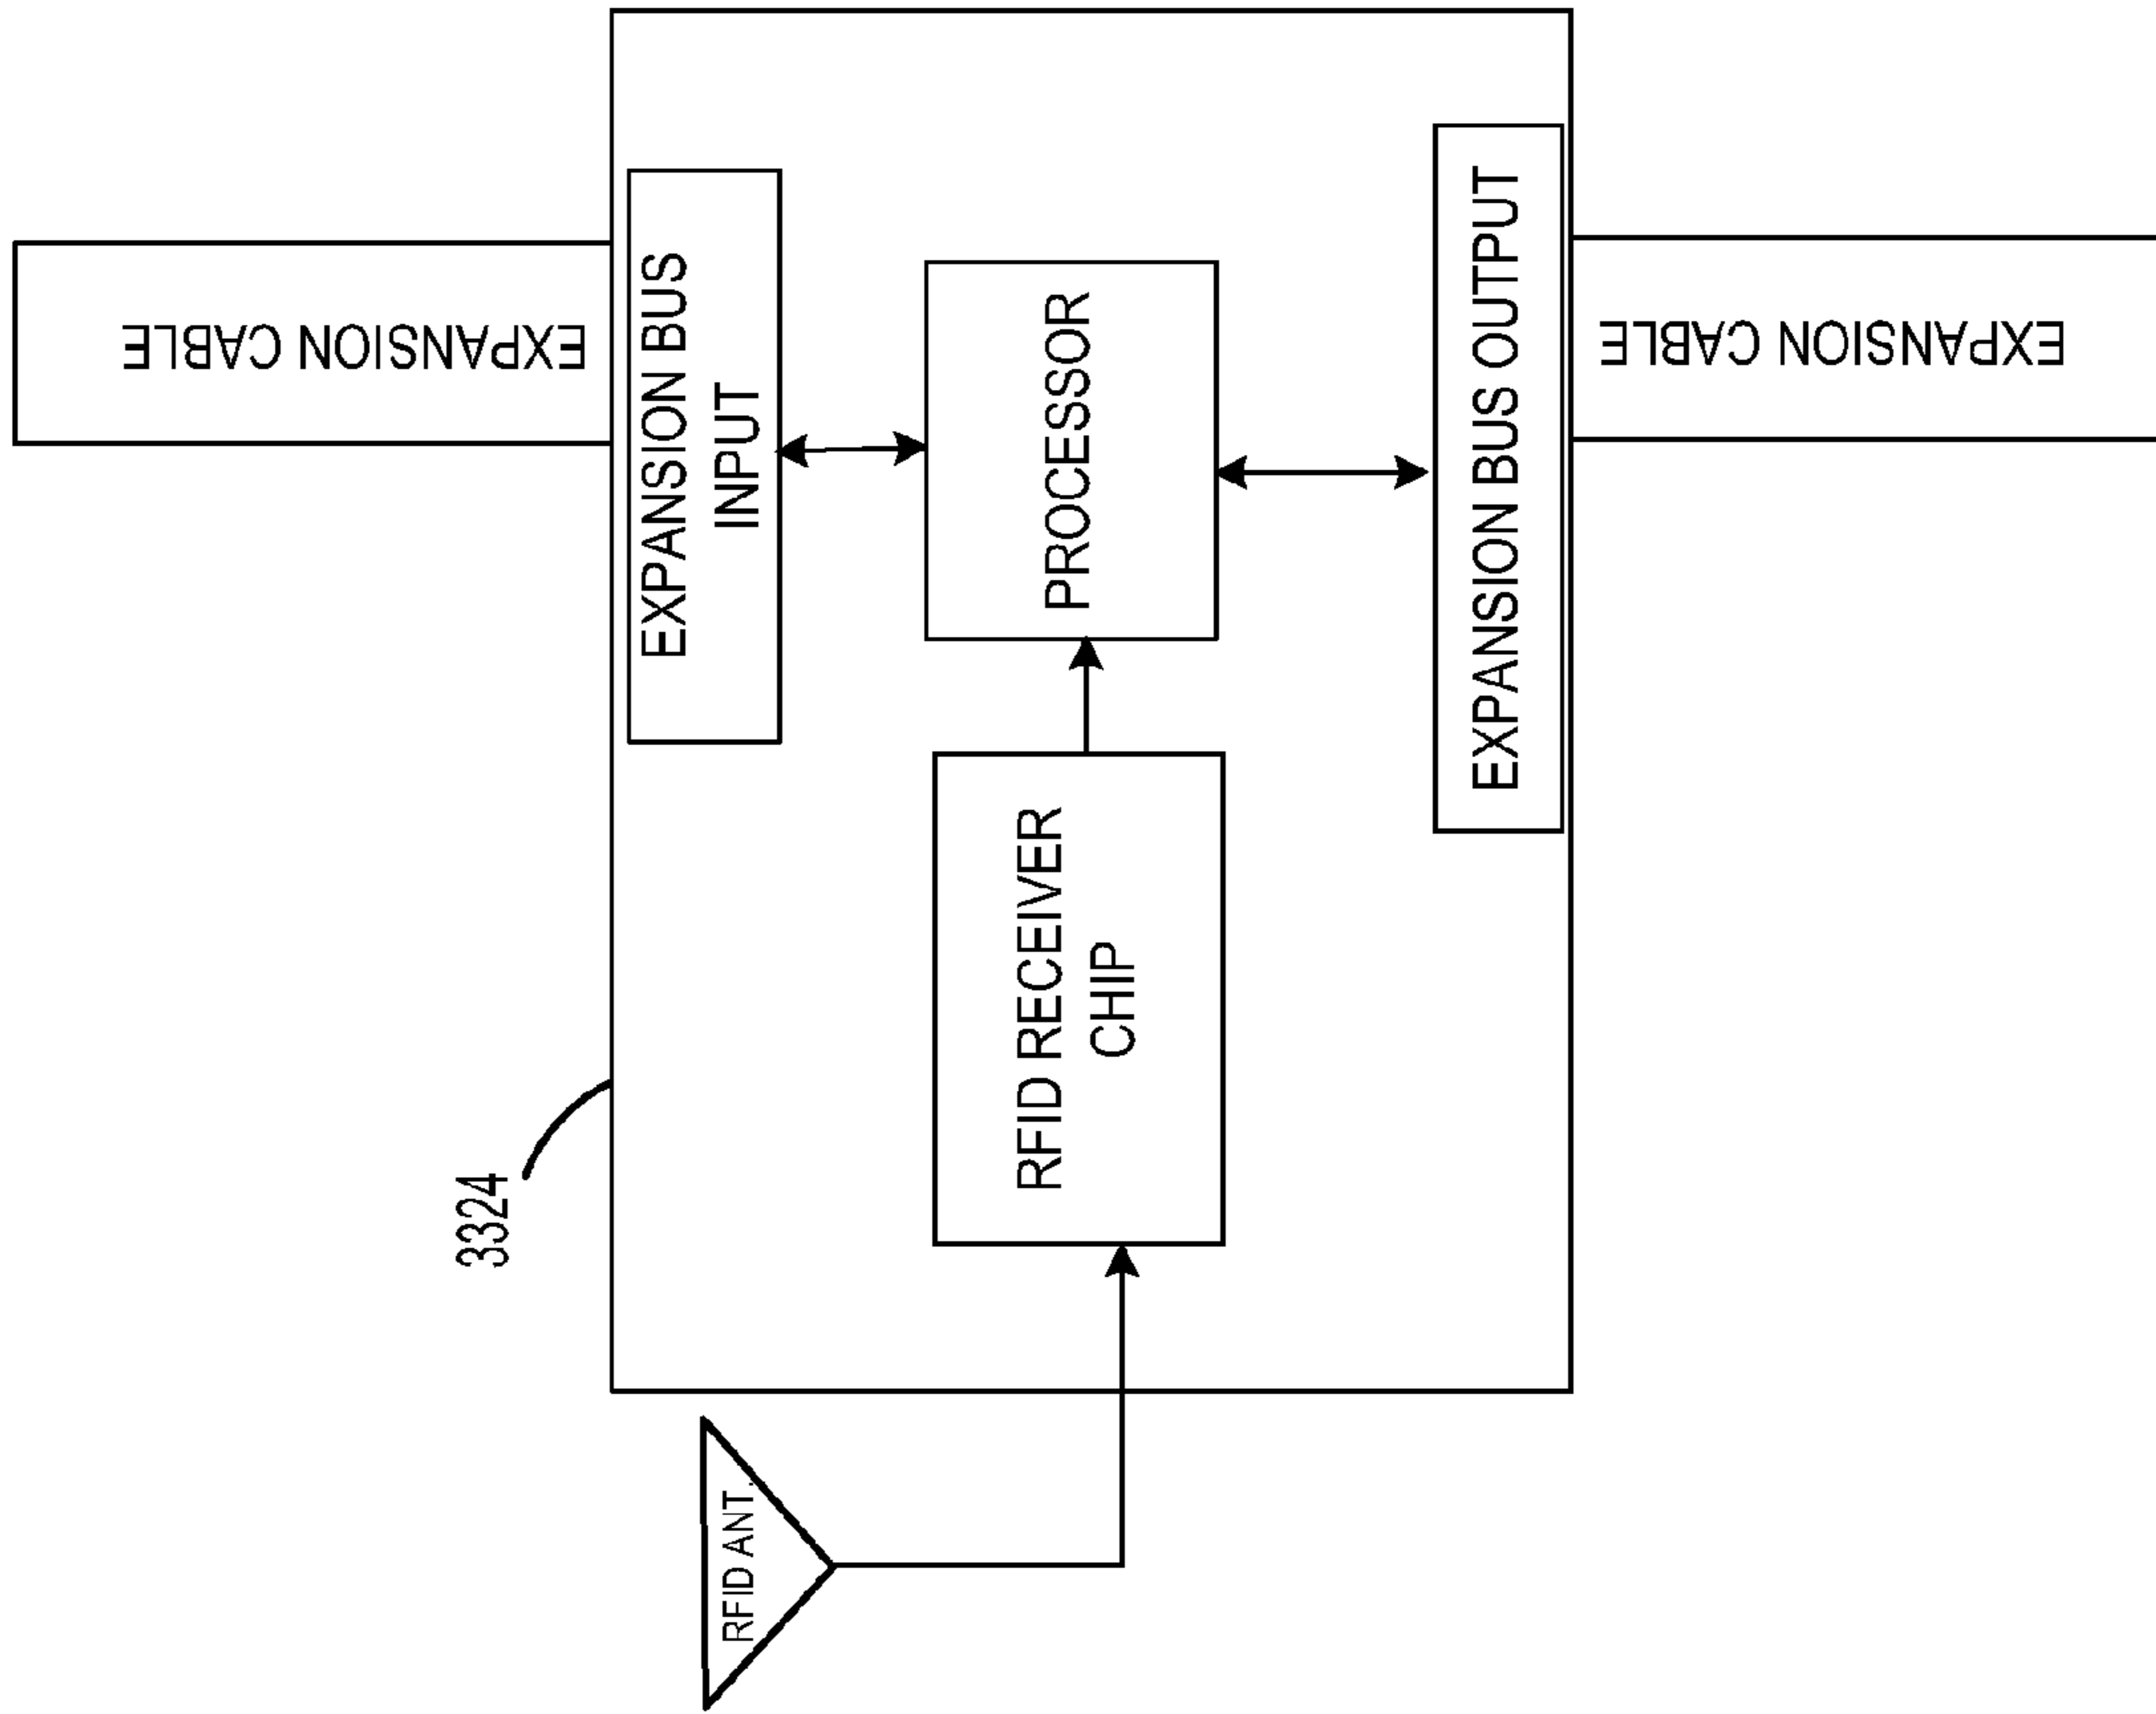 EXPANSION CABLE
EXPANSION BUS
INPUT
PROCESSOR
EXPANSION BUS OUTPUT
EXPANSION CABLE
RFID RECEIVER
CHIP
3324
RFID ANT.